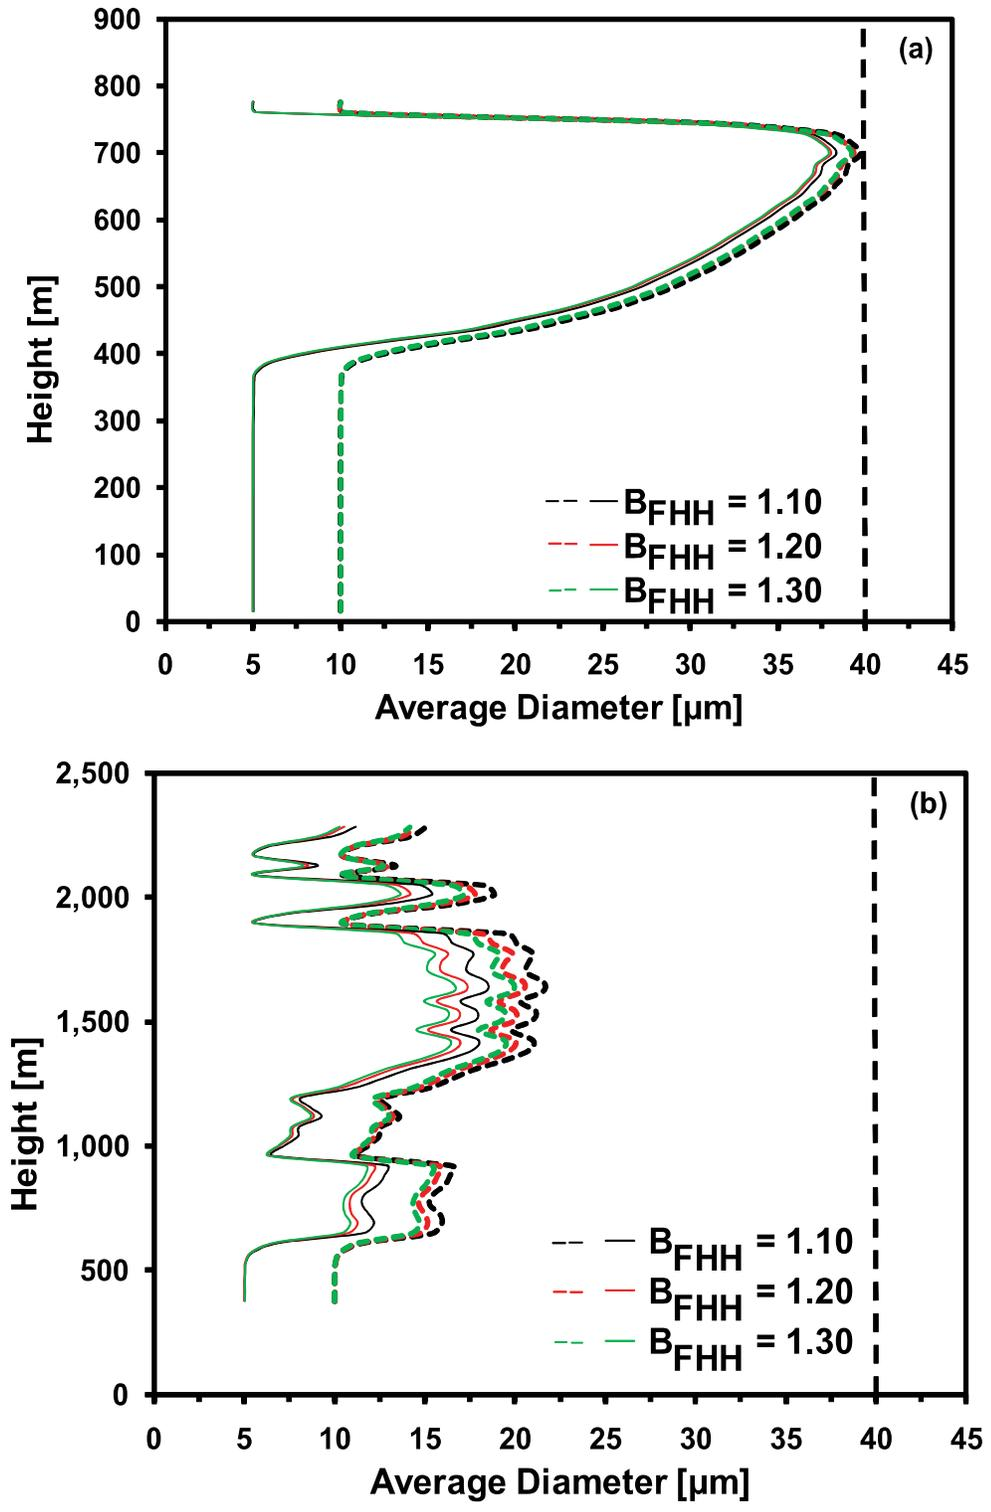 900
(a)
800
700
600
500
400
300
200
100
0
Height [m]
B FHH = 1.10
B FHH = 1.20
B FHH = 1.30
0 5 10 15 20 25 30 35 40 45
Average Diameter [µm]
2,500
(b)
2,000
1,500
1,000
500
0
Height [m]
B FHH = 1.10
B FHH = 1.20
B FHH = 1.30
0 5 10 15 20 25 30 35 40 45
Average Diameter [µm]